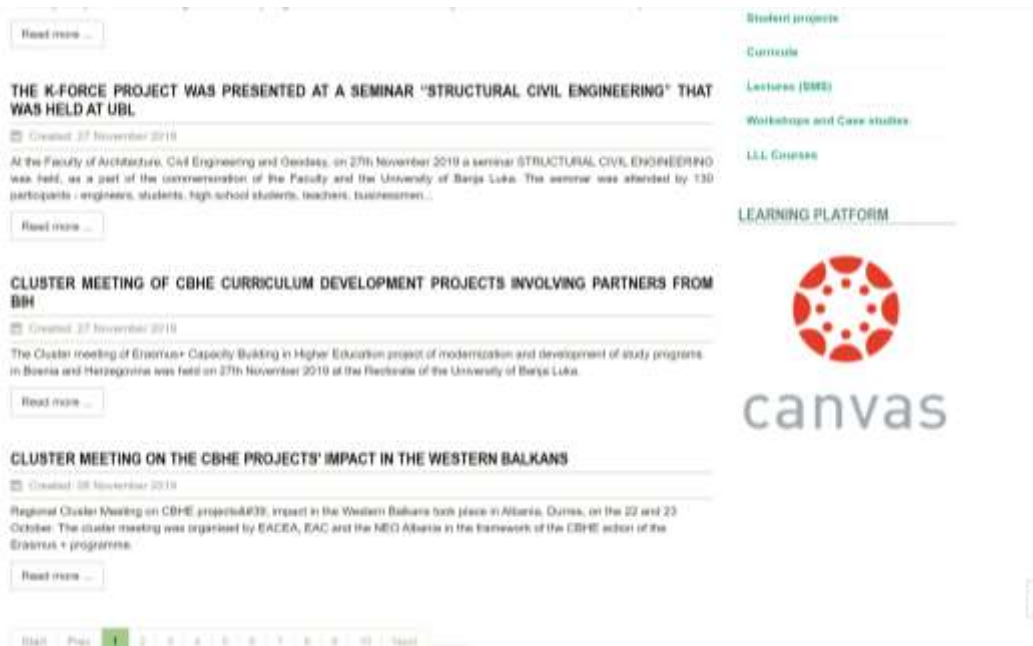 Read more ...
THE K-FORCE PROJECT WAS PRESENTED AT A SEMINAR "STRUCTURAL CIVIL ENGINEERING" THAT
WAS HELD AT UBL
Created: 27 November 2019
At the Faculty of Architecture, Civil Engineering and Geodesy, on 27th November 2019 a seminar STRUCTURAL CIVIL ENGINEERING
was held, as a part of the commemoration of the Faculty and the University of Banja Luka. The seminar was attended by 130
participants - engineers, students, high school students, teachers, businessmen...
Read more ...
CLUSTER MEETING OF CBHE CURRICULUM DEVELOPMENT PROJECTS INVOLVING PARTNERS FROM
BIH
Created: 27 November 2019
The Cluster meeting of Erasmus+ Capacity Building in Higher Education project of modernization and development of study programs
in Bosnia and Herzegovina was held on 27th November 2019 at the Rectorate of the University of Banja Luka.
Read more ...
CLUSTER MEETING ON THE CBHE PROJECTS' IMPACT IN THE WESTERN BALKANS
Created: 08 November 2019
Regional Cluster Meeting on CBHE projects&#39; impact in the Western Balkans took place in Albania, Durres, on the 22 and 23
October. The cluster meeting was organised by EACEA, EAC and the NEO Albania in the framework of the CBHE action of the
Erasmus + programme.
Read more ...
Start Prev 1 2 3 4 5 6 7 8 9 10 Next
Student projects
Curricula
Lectures (SMS)
Workshops and Case studies
LLL Courses
LEARNING PLATFORM
canvas